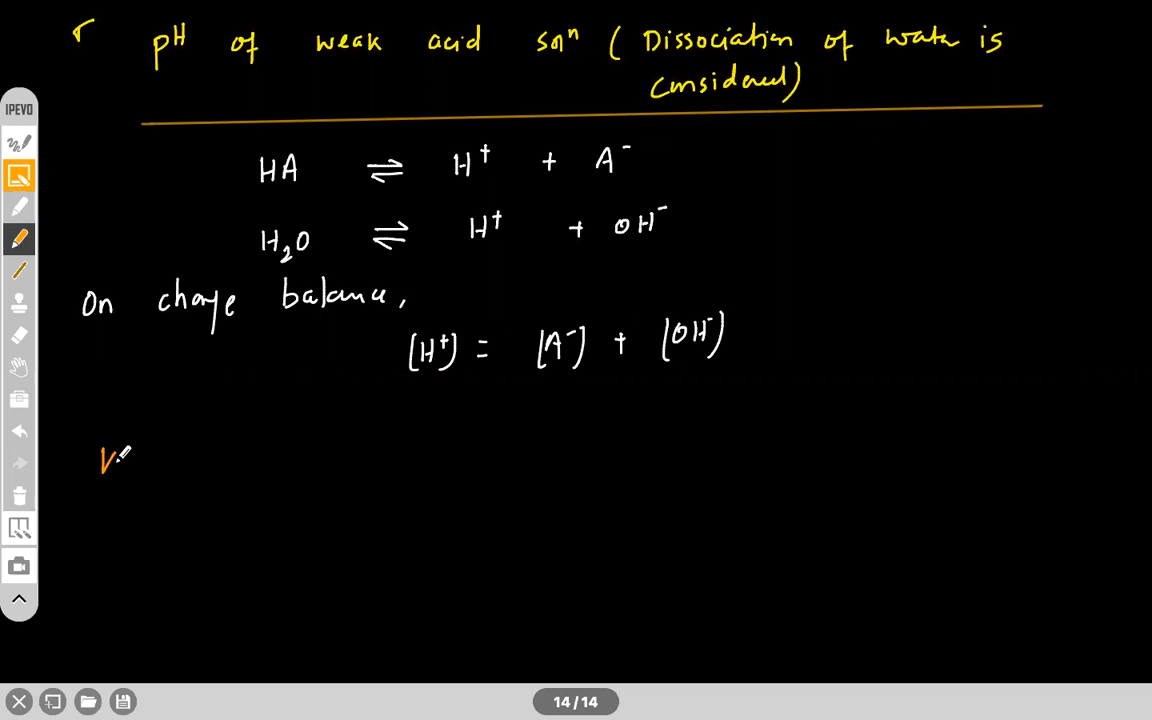 IPEVO
pH of weak acid solⁿ (Dissociation of water is
considered)
HA ⇌ H⁺ + A⁻
H₂O ⇌ H⁺ + OH⁻
On charge balance,
[H⁺] = [A⁻] + [OH⁻]
14/14